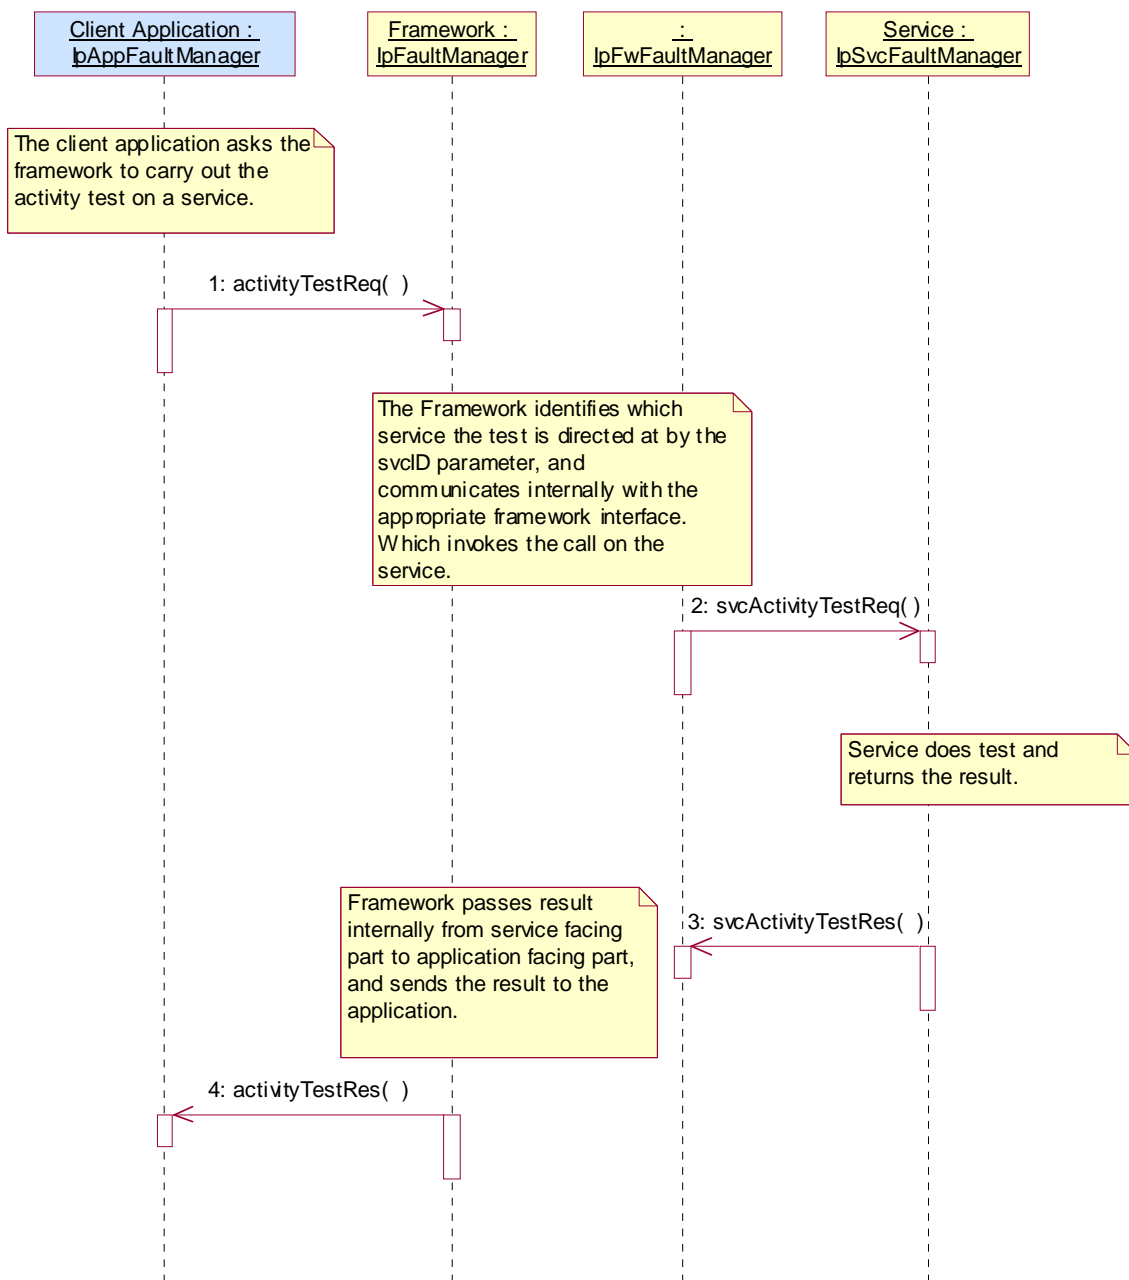 Client Application :
IpAppFaultManager
Framework :
IpFaultManager
:
IpFwFaultManager
Service :
IpSvcFaultManager
The client application asks the
framework to carry out the
activity test on a service.
1: activityTestReq( )
The Framework identifies which
service the test is directed at by the
svcID parameter, and
communicates internally with the
appropriate framework interface.
Which invokes the call on the
service.
2: svcActivityTestReq( )
Service does test and
returns the result.
Framework passes result
internally from service facing
part to application facing part,
and sends the result to the
application.
3: svcActivityTestRes( )
4: activityTestRes( )